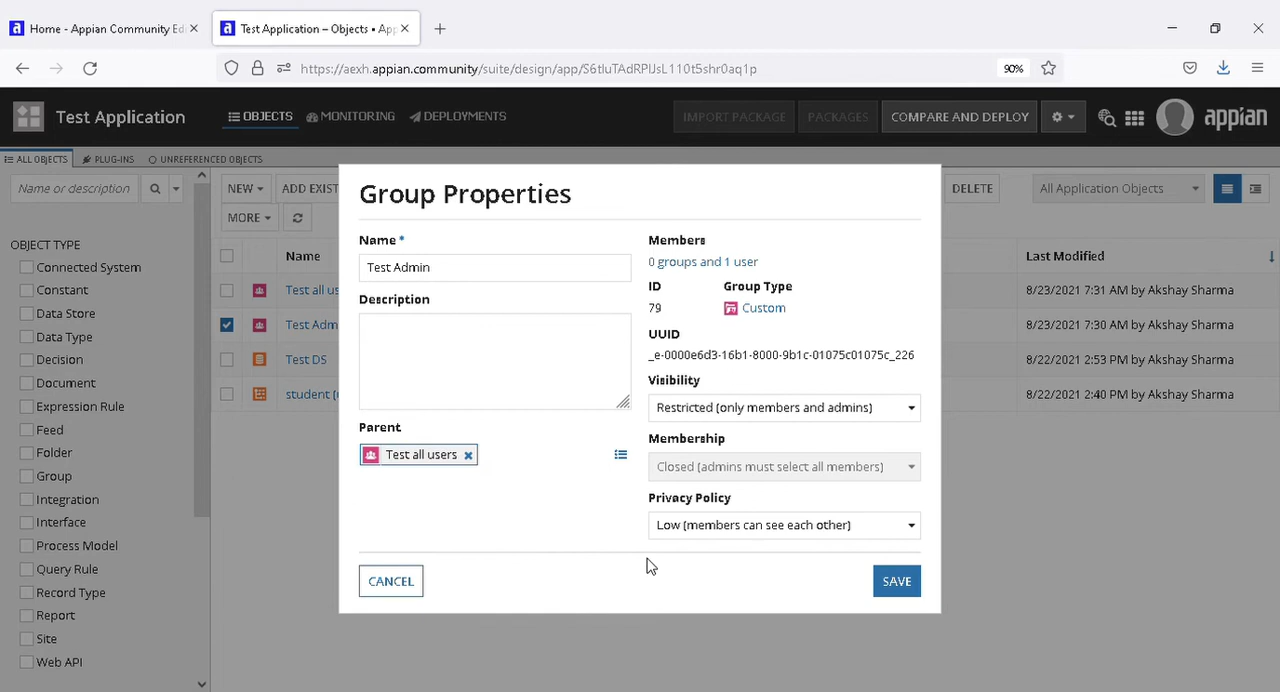 Home - Appian Community Ed
Test Application – Objects • App
https://aexh.appian.community/suite/design/app/S6tIuTAdRPIJsL110t5shr0aq1p
90%
Test Application
OBJECTS
MONITORING
DEPLOYMENTS
IMPORT PACKAGE
PACKAGES
COMPARE AND DEPLOY
appian
ALL OBJECTS
PLUG-INS
UNREFERENCED OBJECTS
Name or description
NEW
ADD EXIST
DELETE
All Application Objects
MORE
OBJECT TYPE
Connected System
Constant
Data Store
Data Type
Decision
Document
Expression Rule
Feed
Folder
Group
Integration
Interface
Process Model
Query Rule
Record Type
Report
Site
Web API
Name
Last Modified
Test all us
8/23/2021 7:31 AM by Akshay Sharma
Test Adm
8/23/2021 7:30 AM by Akshay Sharma
Test DS
8/22/2021 2:53 PM by Akshay Sharma
student (
8/22/2021 2:40 PM by Akshay Sharma
Group Properties
Name *
Test Admin
Description
Parent
Test all users
Members
0 groups and 1 user
ID
Group Type
79
Custom
UUID
_e-0000e6d3-16b1-8000-9b1c-01075c01075c_226
Visibility
Restricted (only members and admins)
Membership
Closed (admins must select all members)
Privacy Policy
Low (members can see each other)
CANCEL
SAVE